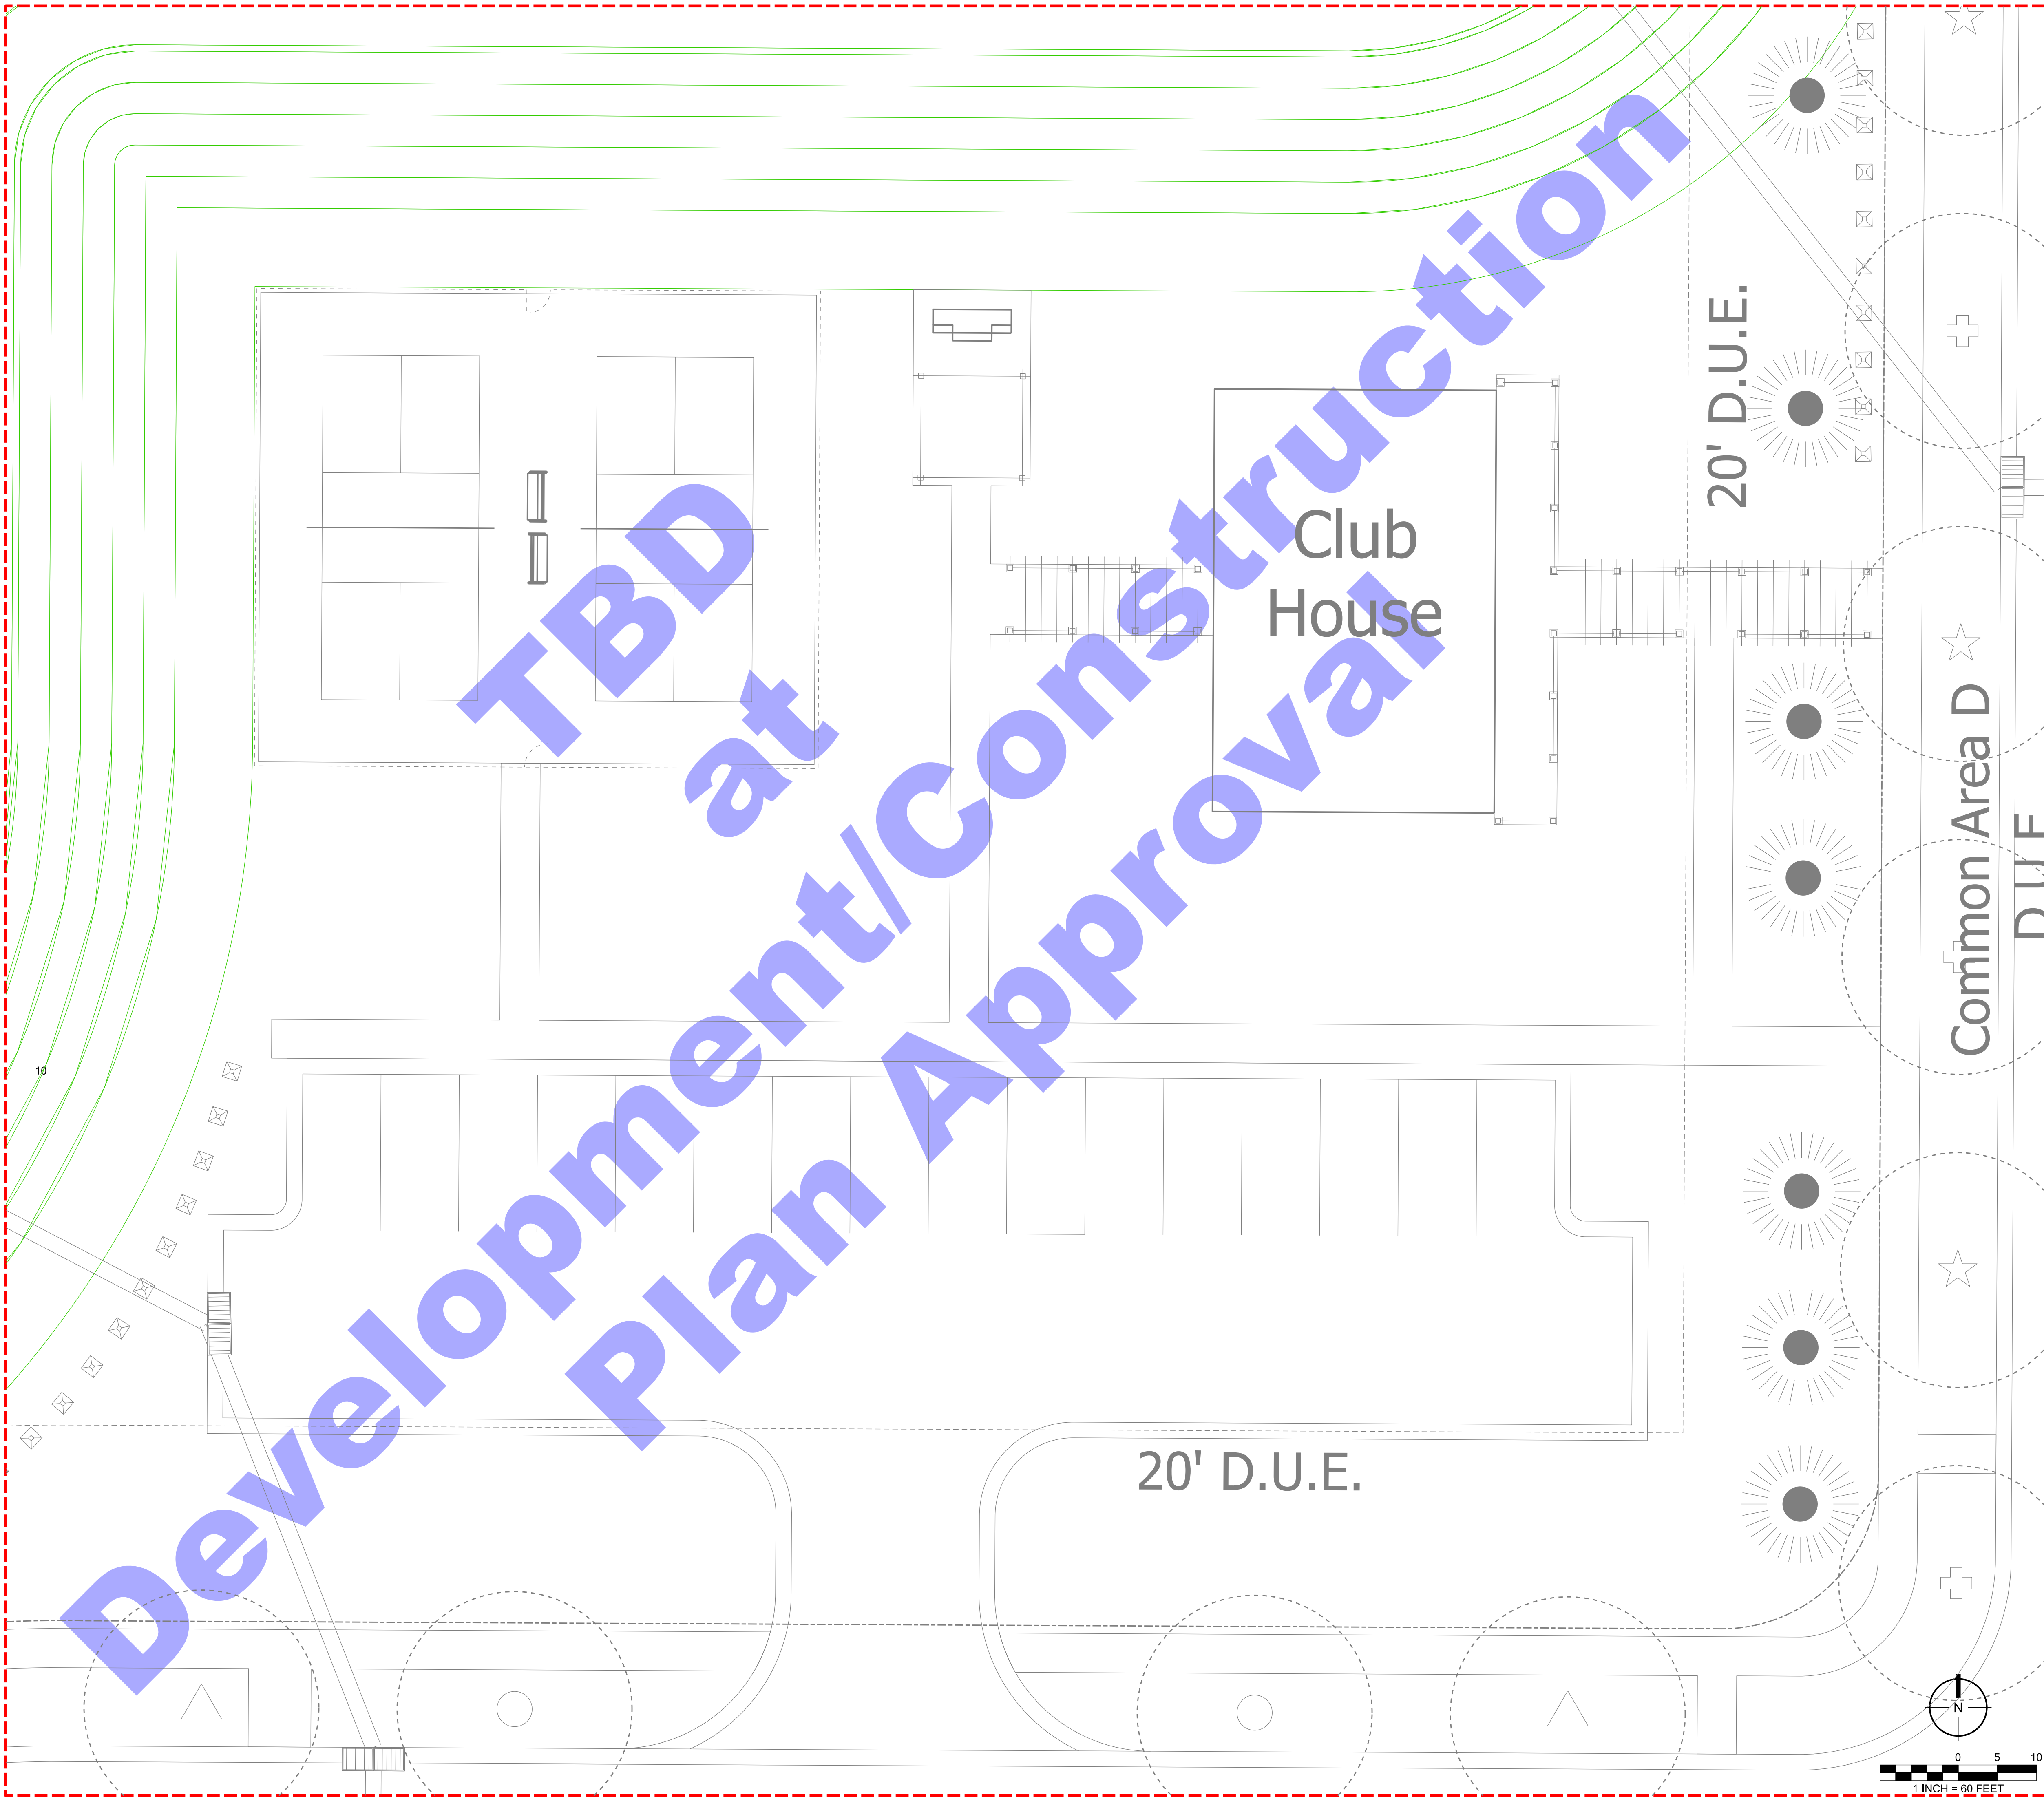 TBD
at
Development/Construction
Plan Approval
Club
House
20' D.U.E.
Common Area D
D.U.E.
10
20' D.U.E.
N
0 5 10
1 INCH = 60 FEET